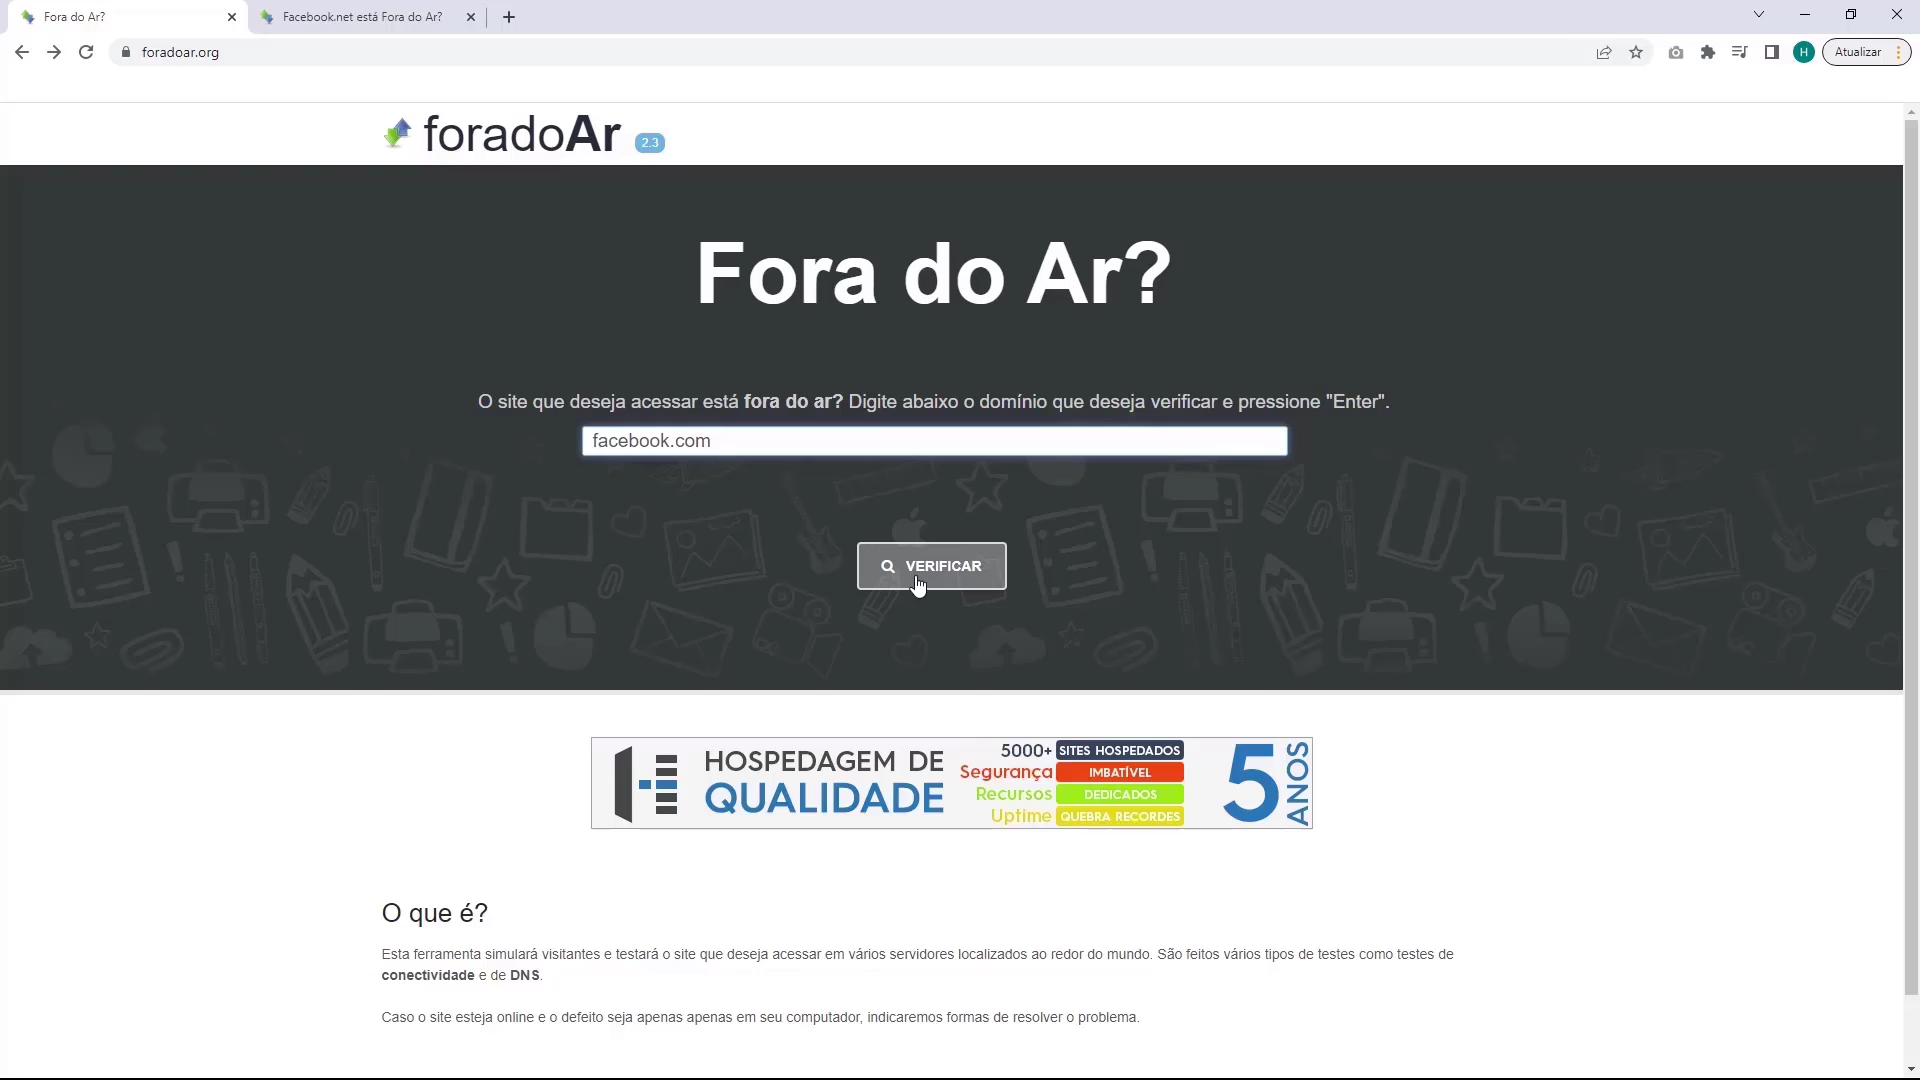 Fora do Ar?
Facebook.net está Fora do Ar?
foradoar.org
H
Atualizar
foradoAr 2.3
Fora do Ar?
O site que deseja acessar está fora do ar? Digite abaixo o domínio que deseja verificar e pressione "Enter".
facebook.com
VERIFICAR
HOSPEDAGEM DE
QUALIDADE
5000+ SITES HOSPEDADOS
Segurança IMBATÍVEL
Recursos DEDICADOS
Uptime QUEBRA RECORDES
5 ANOS
O que é?
Esta ferramenta simulará visitantes e testará o site que deseja acessar em vários servidores localizados ao redor do mundo. São feitos vários tipos de testes como testes de
conectividade e de DNS.
Caso o site esteja online e o defeito seja apenas apenas em seu computador, indicaremos formas de resolver o problema.